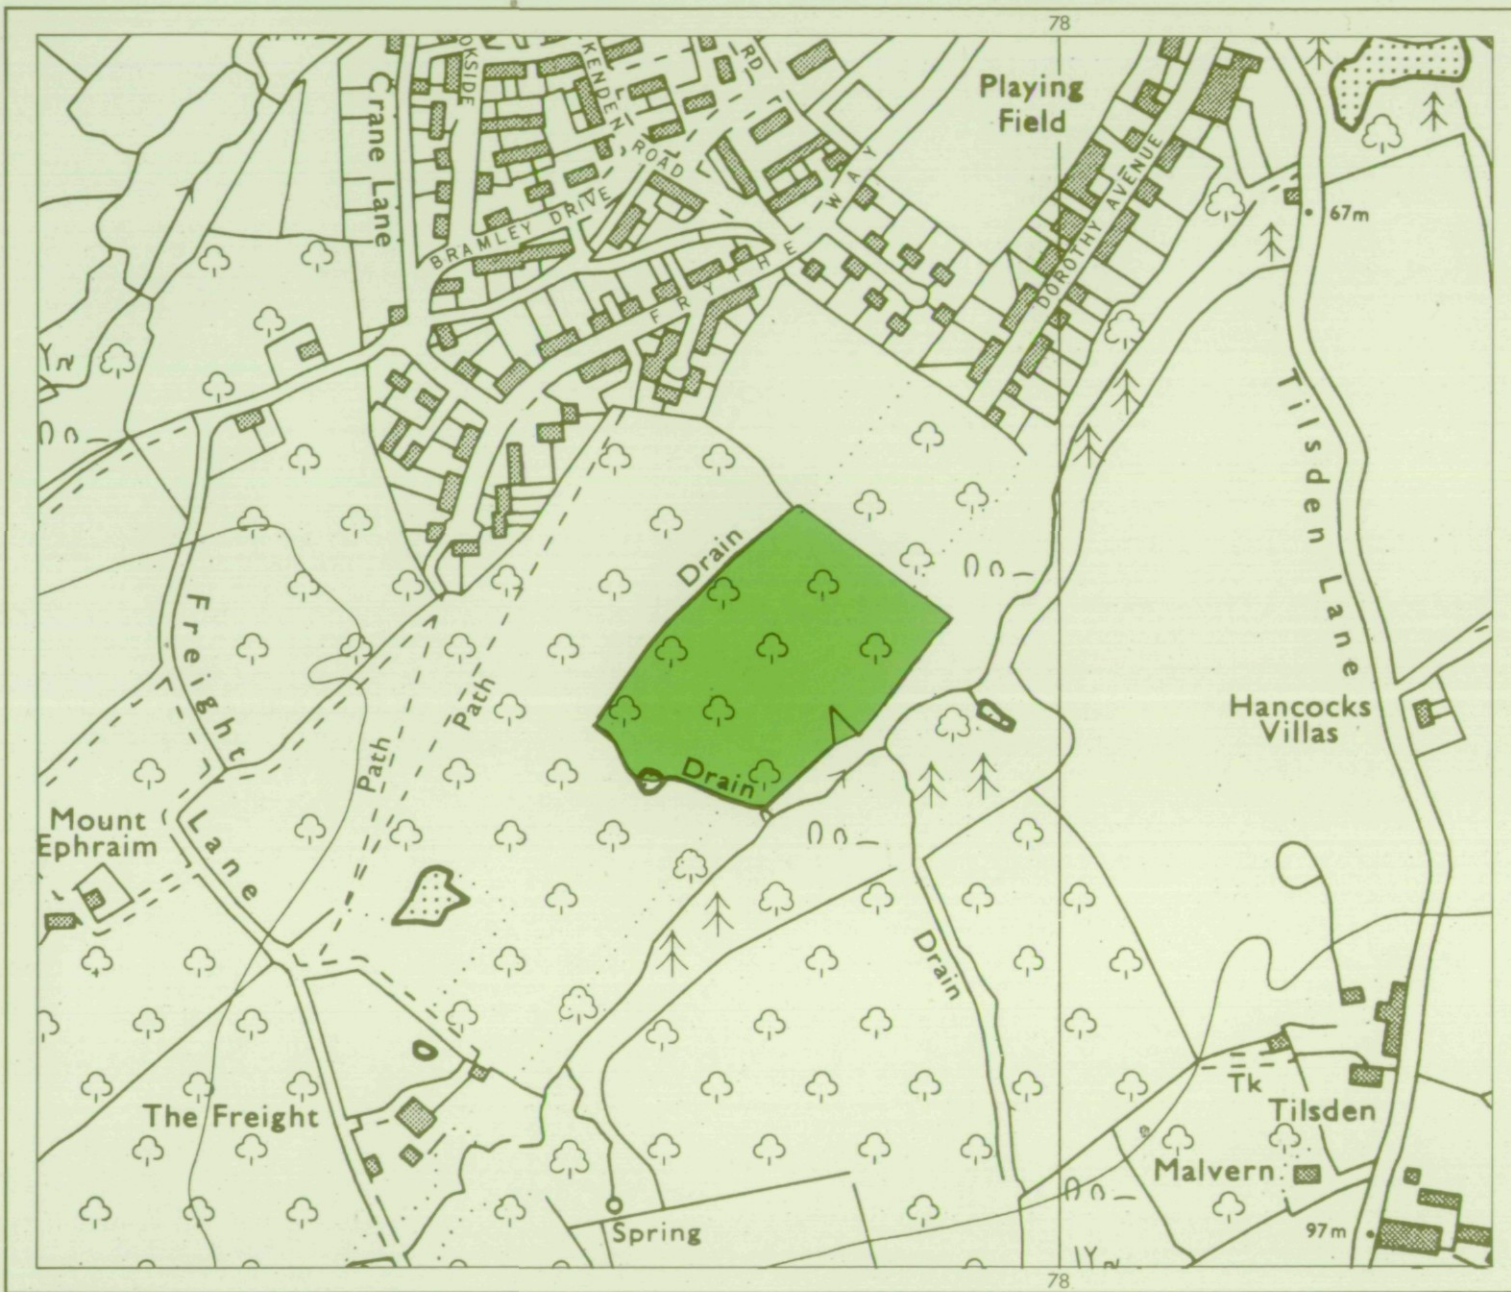 78
Playing
Field
Crane Lane
OKSIDE
KENDEN
ROAD
RD
BRAMLEY DRIVE
FRYTHE WAY
DOROTHY AVENUE
67m
Tilsden Lane
Drain
Freight Lane
Path
Path
Hancocks
Villas
Drain
Mount
Ephraim
Drain
The Freight
Tk
Tilsden
Malvern
Spring
97m
78